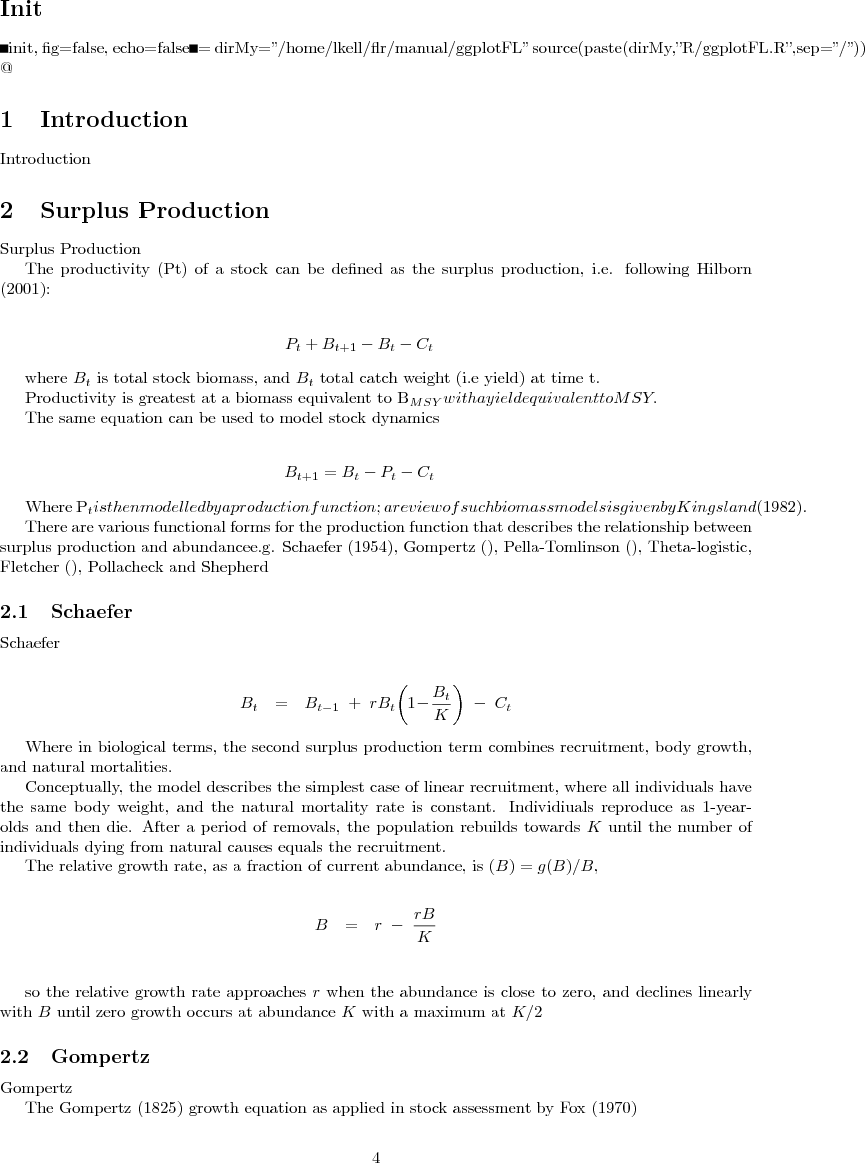 Init
■init, fig=false, echo=false■= dirMy=”/home/lkell/flr/manual/ggplotFL” source(paste(dirMy,”R/ggplotFL.R”,sep=”/”))
@
1 Introduction
Introduction
2 Surplus Production
Surplus Production
The productivity (Pt) of a stock can be defined as the surplus production, i.e. following Hilborn
(2001):
P_t + B_{t+1} − B_t − C_t
where B_t is total stock biomass, and B_t total catch weight (i.e yield) at time t.
Productivity is greatest at a biomass equivalent to B_{MSY}withayieldequivalenttoMSY.
The same equation can be used to model stock dynamics
B_{t+1} = B_t − P_t − C_t
Where P_tisthenmodelledbyaproductionfunction; areviewofsuchbiomassmodelsisgivenbyKingsland(1982).
There are various functional forms for the production function that describes the relationship between
surplus production and abundancee.g. Schaefer (1954), Gompertz (), Pella-Tomlinson (), Theta-logistic,
Fletcher (), Pollacheck and Shepherd
2.1 Schaefer
Schaefer
B_t = B_{t−1} + rB_t(1−B_t/K) − C_t
Where in biological terms, the second surplus production term combines recruitment, body growth,
and natural mortalities.
Conceptually, the model describes the simplest case of linear recruitment, where all individuals have
the same body weight, and the natural mortality rate is constant. Individiuals reproduce as 1-year-
olds and then die. After a period of removals, the population rebuilds towards K until the number of
individuals dying from natural causes equals the recruitment.
The relative growth rate, as a fraction of current abundance, is (B) = g(B)/B,
B = r − rB/K
so the relative growth rate approaches r when the abundance is close to zero, and declines linearly
with B until zero growth occurs at abundance K with a maximum at K/2
2.2 Gompertz
Gompertz
The Gompertz (1825) growth equation as applied in stock assessment by Fox (1970)
4